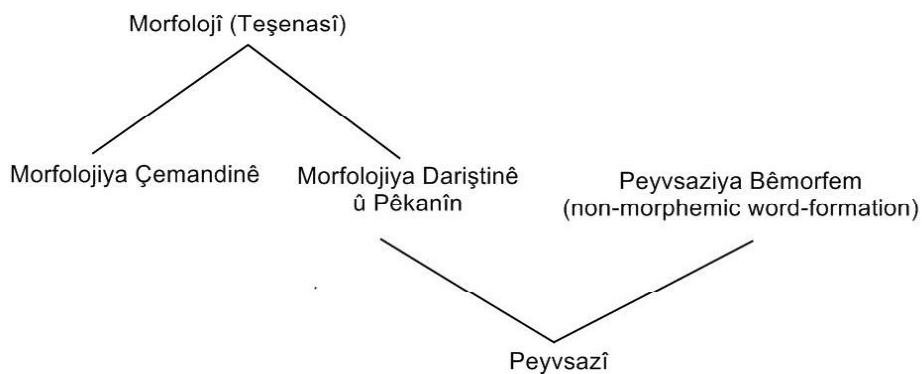 Morfolojî (Teşenasî)
Morfolojiya Çemandinê
Morfolojiya Dariştinê
û Pêkanîn
Peyvsaziya Bêmorfem
(non-morphemic word-formation)
Peyvsazî